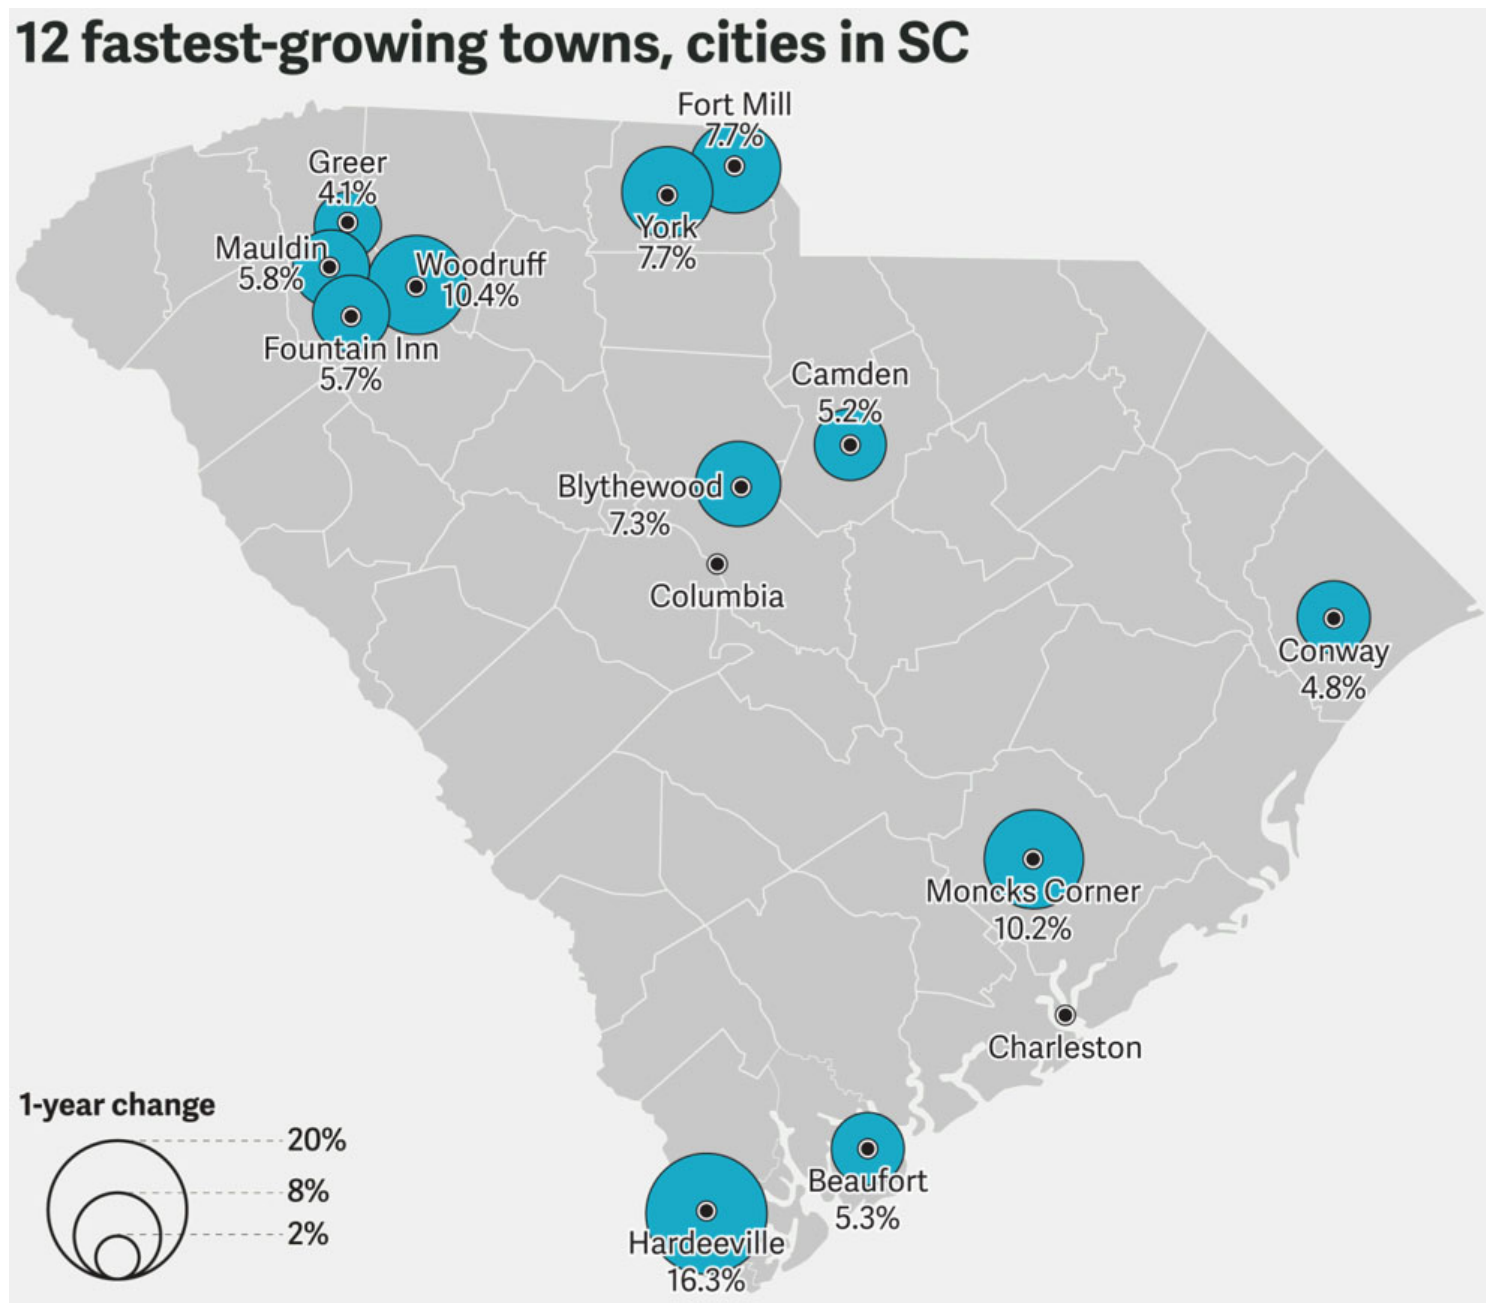 12 fastest-growing towns, cities in SC
Fort Mill
7.7%
Greer
4.1%
York
7.7%
Mauldin
5.8%
Woodruff
10.4%
Fountain Inn
5.7%
Camden
5.2%
Blythewood
7.3%
Columbia
Conway
4.8%
Moncks Corner
10.2%
Charleston
Beaufort
5.3%
Hardeeville
16.3%
1-year change
20%
8%
2%